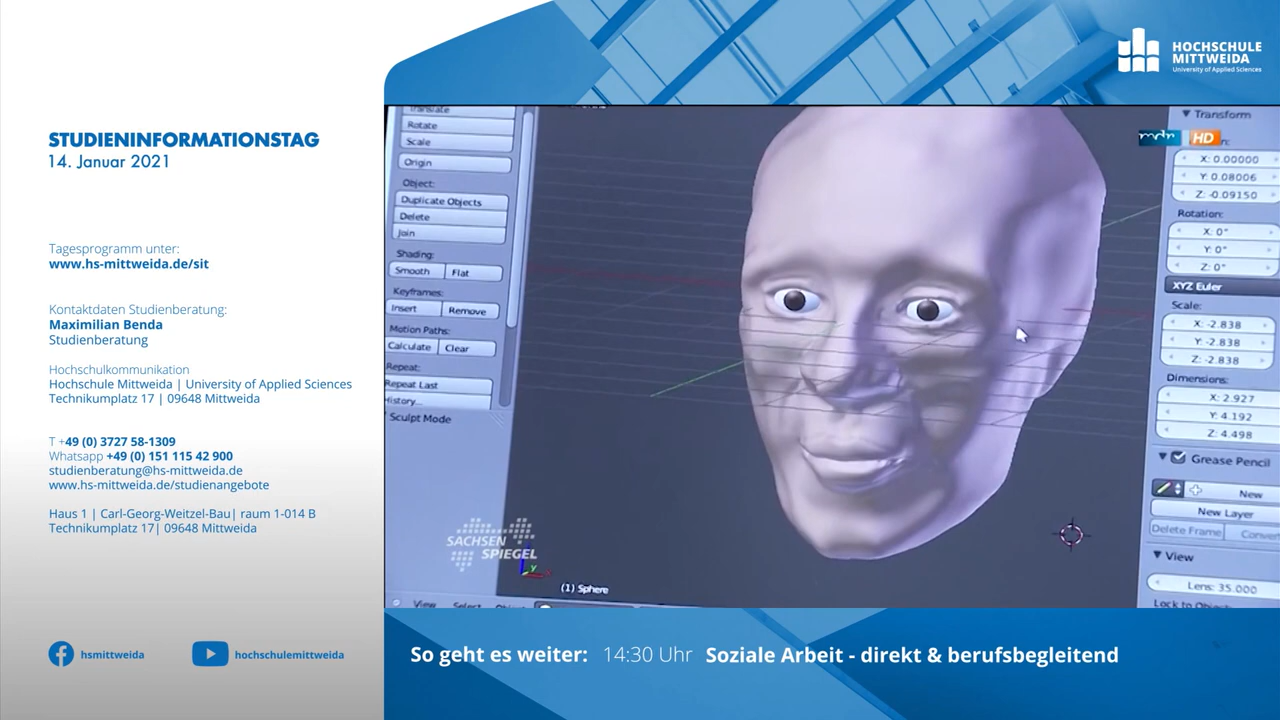 STUDIENINFORMATIONSTAG
14. Januar 2021
Tagesprogramm unter:
www.hs-mittweida.de/sit
Kontaktdaten Studienberatung:
Maximilian Benda
Studienberatung
Hochschulkommunikation
Hochschule Mittweida | University of Applied Sciences
Technikumplatz 17 | 09648 Mittweida
T +49 (0) 3727 58-1309
Whatsapp +49 (0) 151 115 42 900
studienberatung@hs-mittweida.de
www.hs-mittweida.de/studienangebote
Haus 1 | Carl-Georg-Weitzel-Bau| raum 1-014 B
Technikumplatz 17| 09648 Mittweida
hsmittweida
hochschulemittweida
HOCHSCHULE
MITTWEIDA
University of Applied Sciences
Translate
Rotate
Scale
Origin
Object:
Duplicate Objects
Delete
Join
Shading:
Smooth Flat
Keyframes:
Insert Remove
Motion Paths:
Calculate Clear
Repeat:
Repeat Last
History...
Sculpt Mode
SACHSEN
SPIEGEL
y
(1) Sphere
View Select
mdr HD
Transform
X: 0.00000
Y: 0.08006
Z: -0.09150
Rotation:
X: 0°
Y: 0°
Z: 0°
XYZ Euler
Scale:
X: -2.838
Y: -2.838
Z: -2.838
Dimensions:
X: 2.927
Y: 4.192
Z: 4.498
Grease Pencil
New
New Layer
Delete Frame Conver
View
Lens: 35.000
Lock to Obje
So geht es weiter: 14:30 Uhr Soziale Arbeit - direkt & berufsbegleitend